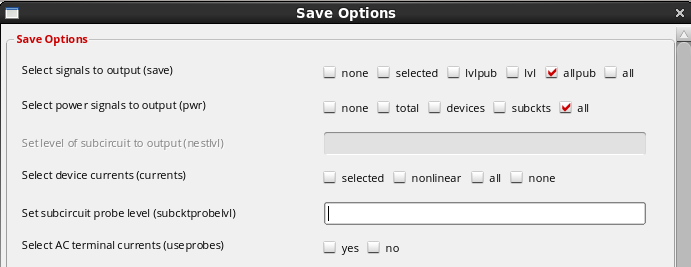 Save Options
Save Options
Select signals to output (save) none selected lvlpub lvl allpub all
Select power signals to output (pwr) none total devices subckts all
Set level of subcircuit to output (nestlvl)
Select device currents (currents) selected nonlinear all none
Set subcircuit probe level (subcktprobelvl)
Select AC terminal currents (useprobes) yes no